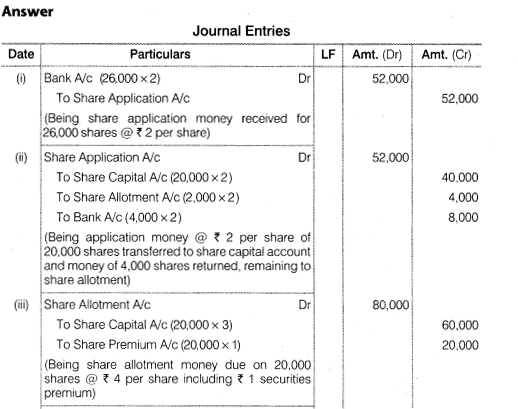 Answer
Journal Entries
Date Particulars LF Amt. (Dr) Amt. (Cr)
(i) Bank A/c (26,000 × 2) Dr 52,000
To Share Application A/c 52,000
(Being share application money received for
26,000 shares @ ₹ 2 per share)
(ii) Share Application A/c Dr 52,000
To Share Capital A/c (20,000 × 2) 40,000
To Share Allotment A/c (2,000 × 2) 4,000
To Bank A/c (4,000 × 2) 8,000
(Being application money @ ₹ 2 per share of
20,000 shares transferred to share capital account
and money of 4,000 shares returned, remaining to
share allotment)
(iii) Share Allotment A/c Dr 80,000
To Share Capital A/c (20,000 × 3) 60,000
To Share Premium A/c (20,000 × 1) 20,000
(Being share allotment money due on 20,000
shares @ ₹ 4 per share including ₹ 1 securities
premium)